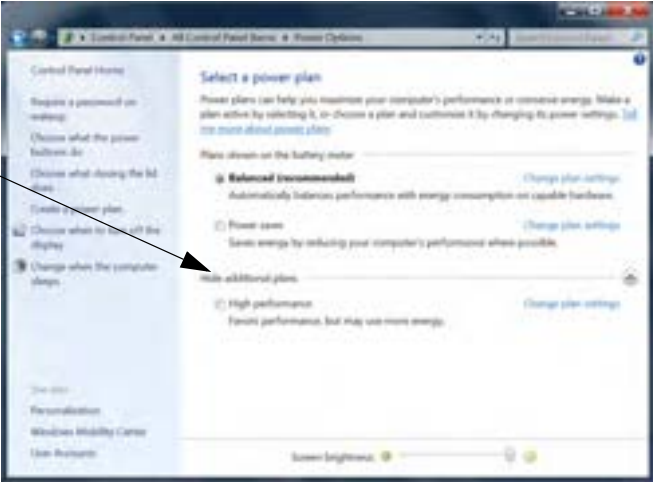 Control Panel > All Control Panel Items > Power Options
Control Panel Home
Require a password on
wakeup
Choose what the power
buttons do
Choose what closing the lid
does
Create a power plan
Choose when to turn off the
display
Change when the computer
sleeps
See also
Personalization
Windows Mobility Center
User Accounts
Select a power plan
Power plans can help you maximize your computer's performance or conserve energy. Make a
plan active by selecting it, or choose a plan and customize it by changing its power settings. Tell
me more about power plans
Plans shown on the battery meter
Balanced (recommended) Change plan settings
Automatically balances performance with energy consumption on capable hardware.
Power saver Change plan settings
Saves energy by reducing your computer's performance where possible.
Hide additional plans
High performance Change plan settings
Favors performance, but may use more energy.
Screen brightness: